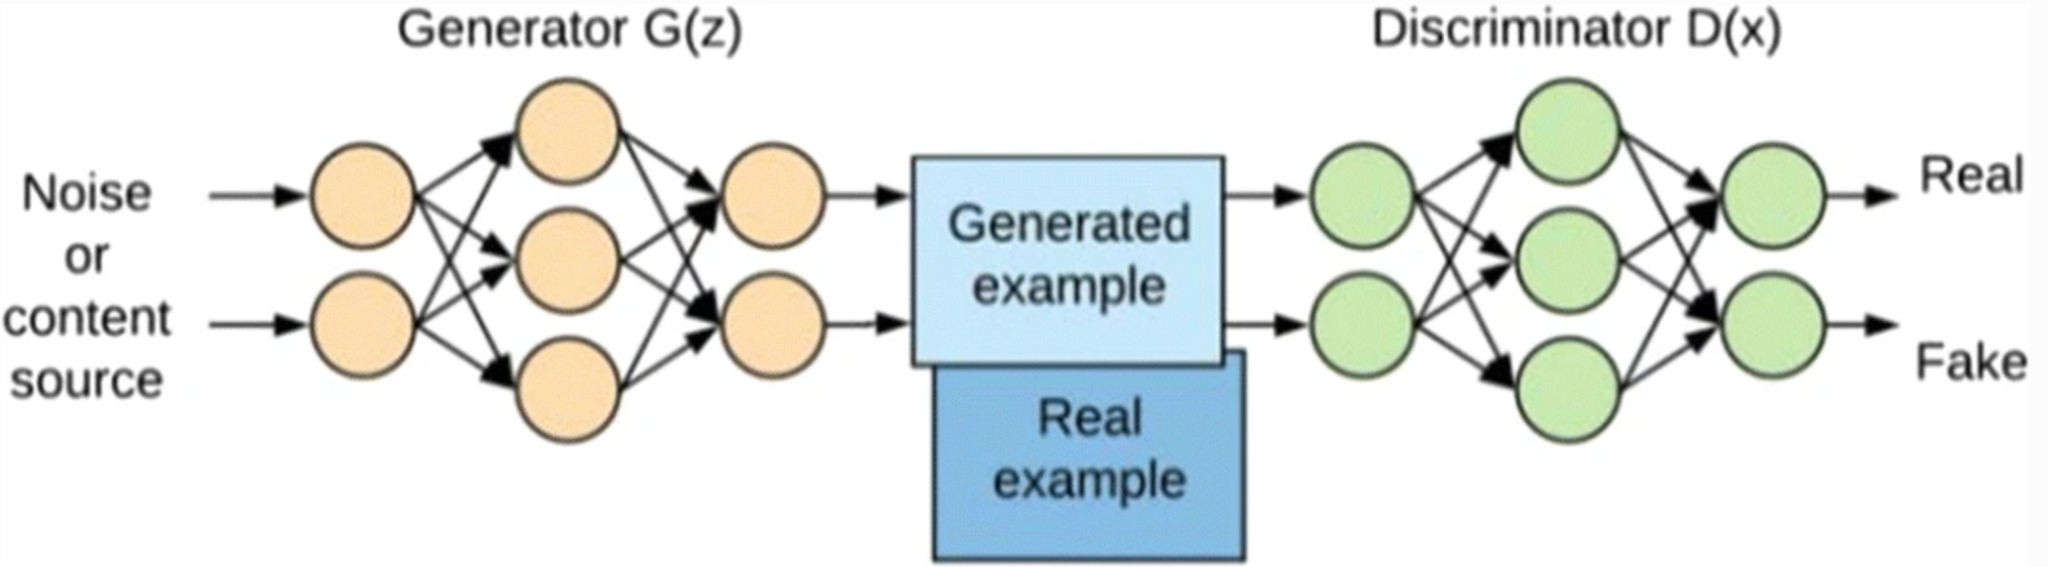 Generator G(z)
Discriminator D(x)
Noise
or
content
source
Generated
example
Real
example
Real
Fake